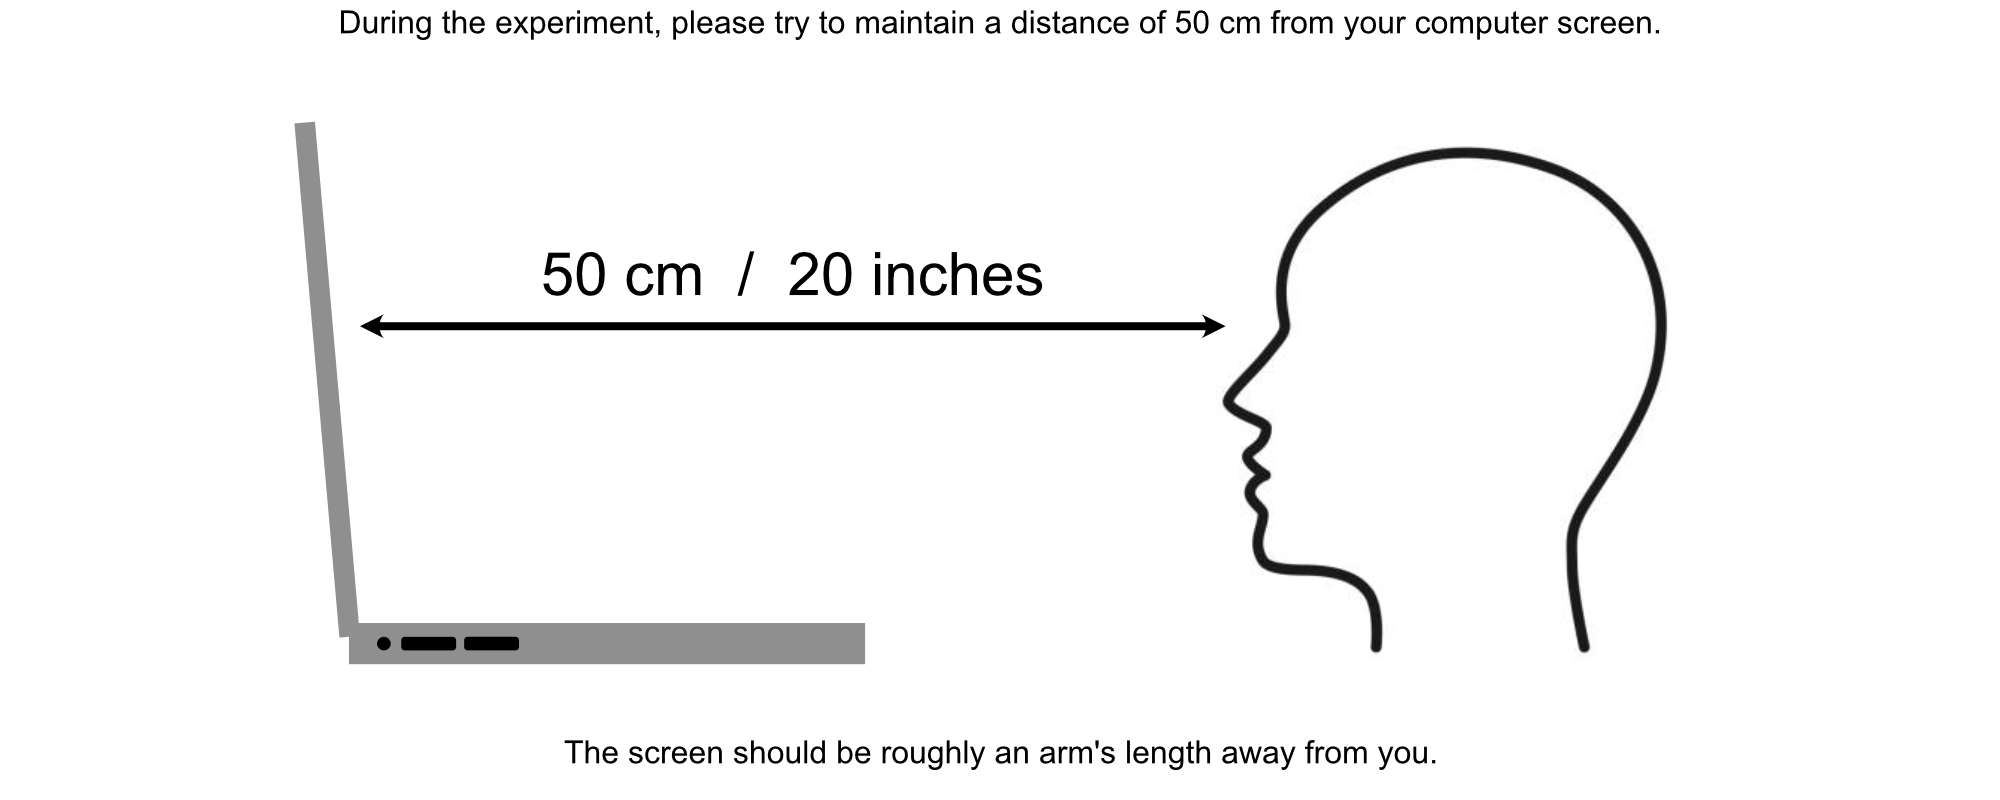 During the experiment, please try to maintain a distance of 50 cm from your computer screen.
50 cm / 20 inches
The screen should be roughly an arm's length away from you.